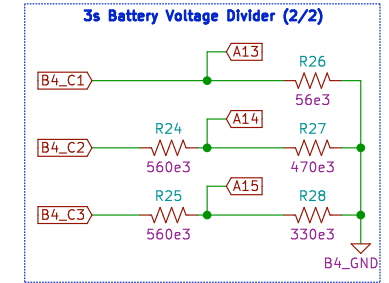 3s Battery Voltage Divider (2/2)
A13
R26
B4_C1
56e3
A14
R24
R27
B4_C2
560e3
470e3
A15
R25
R28
B4_C3
560e3
330e3
B4_GND